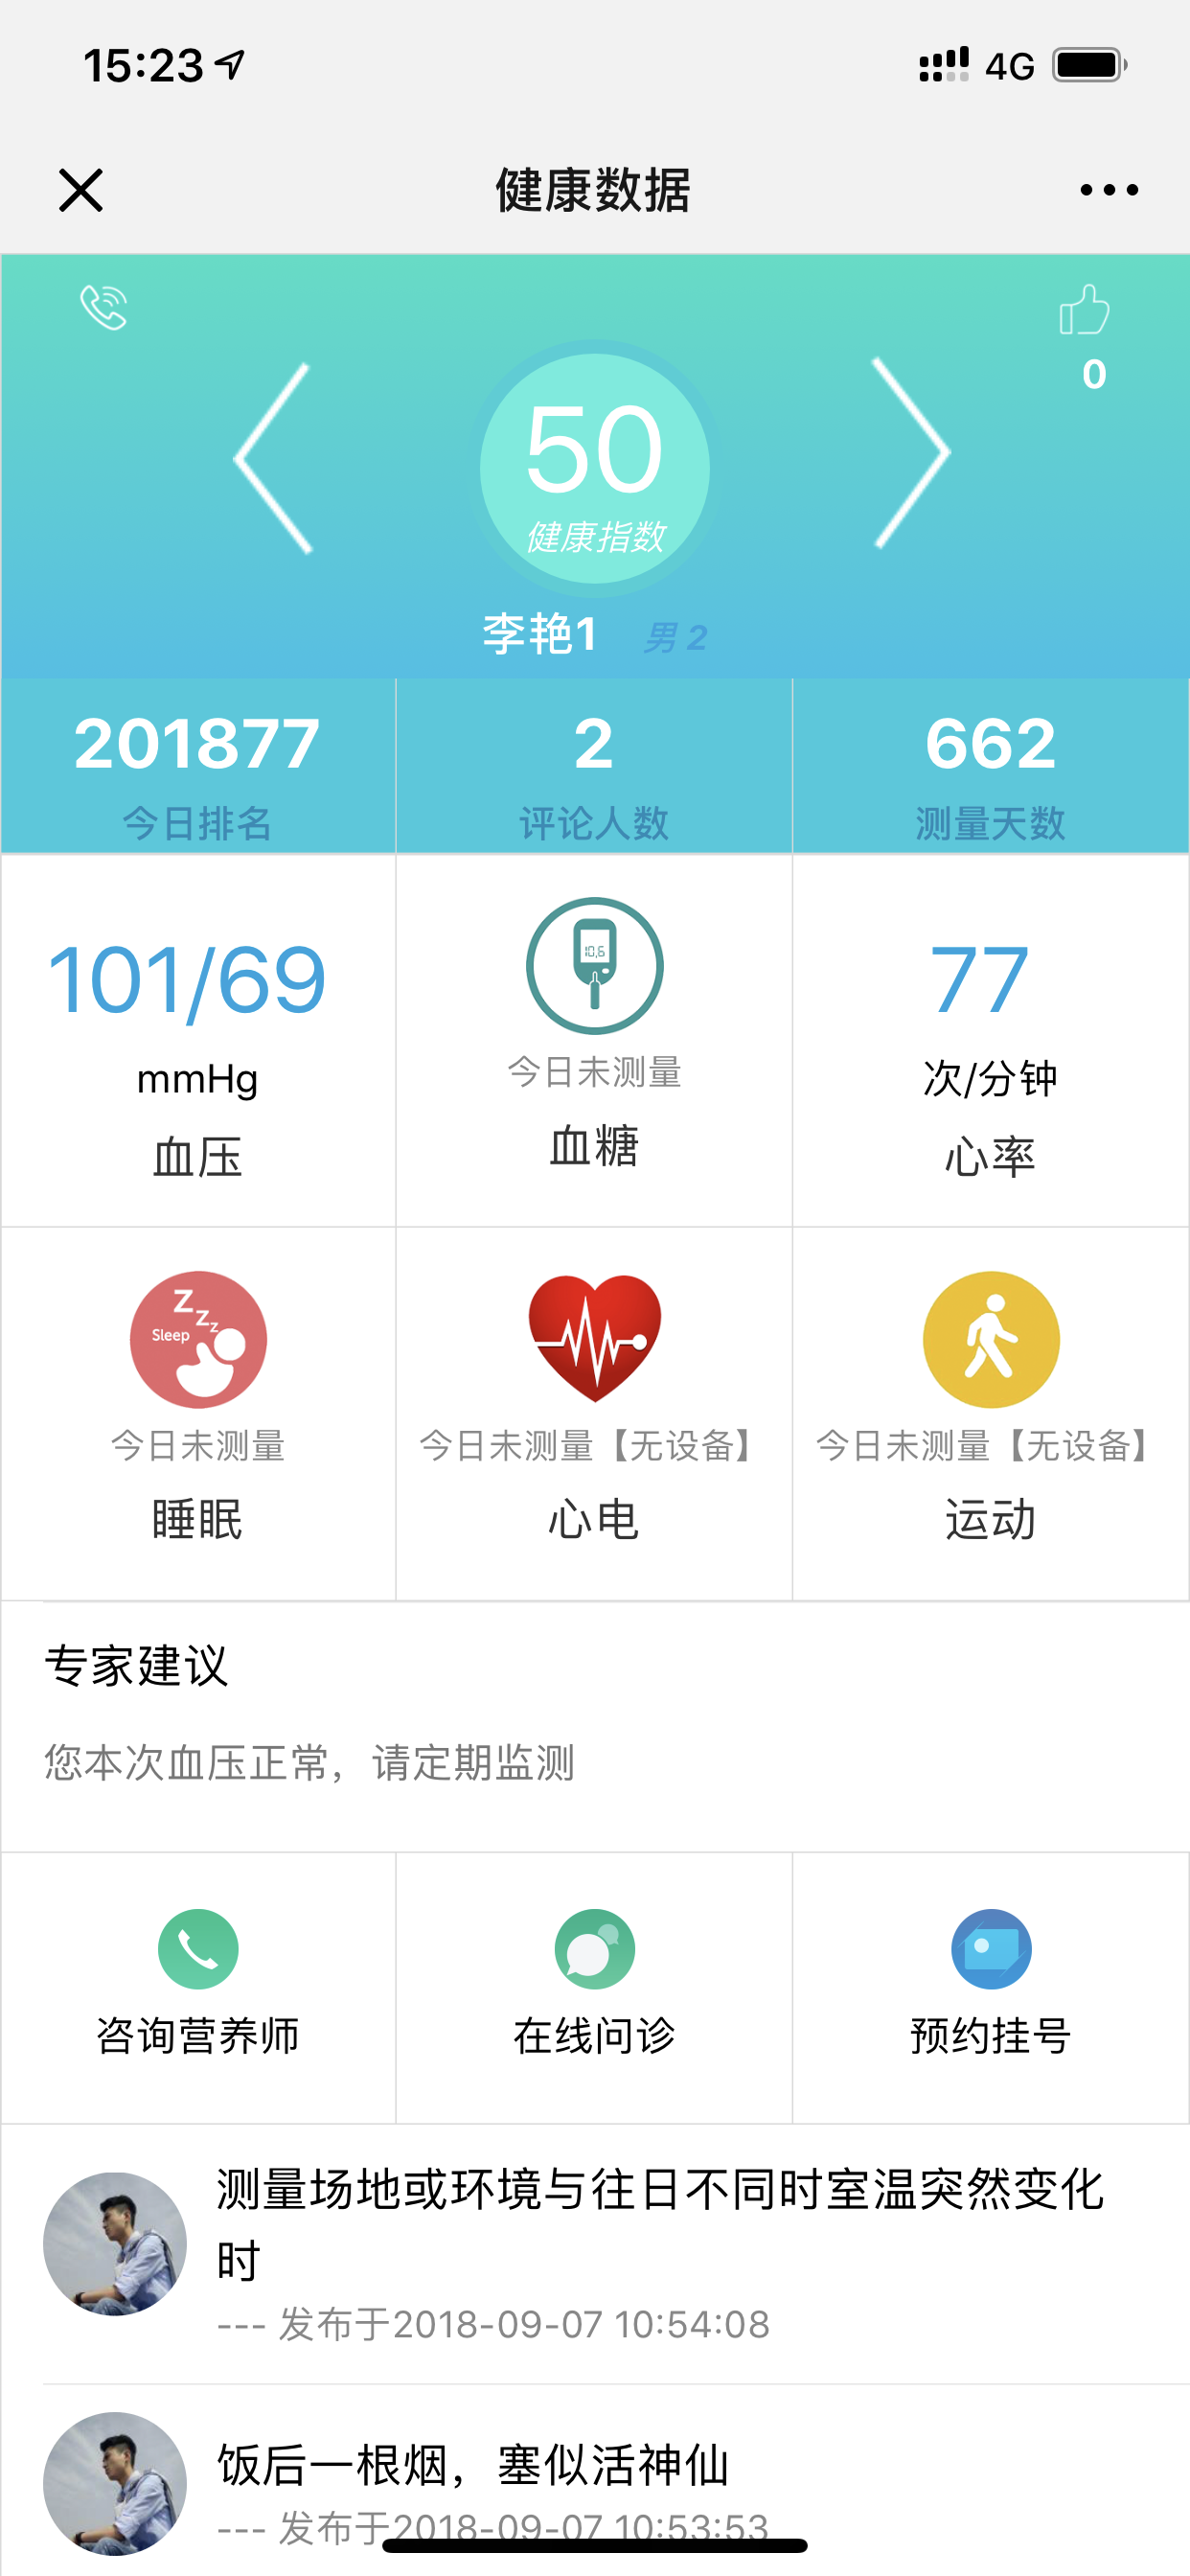 15:23
4G
健康数据
0
50
健康指数
李艳1 男 2
201877
今日排名
2
评论人数
662
测量天数
101/69
mmHg
血压
10,6
今日未测量
血糖
77
次/分钟
心率
Z Z Z
Sleep
今日未测量
睡眠
今日未测量【无设备】
心电
今日未测量【无设备】
运动
专家建议
您本次血压正常，请定期监测
咨询营养师
在线问诊
预约挂号
测量场地或环境与往日不同时室温突然变化
时
--- 发布于2018-09-07 10:54:08
饭后一根烟，塞似活神仙
--- 发布于2018-09-07 10:53:53